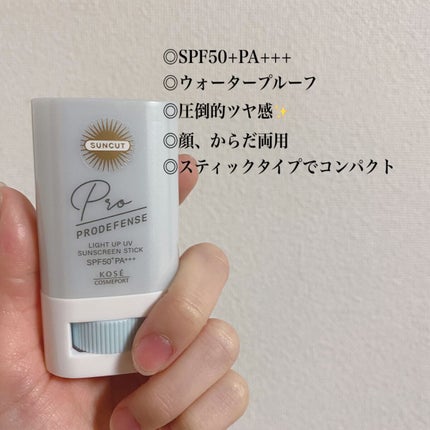 ◎SPF50+PA+++
◎ウォータープルーフ
◎圧倒的ツヤ感✨
◎顔、からだ両用
◎スティックタイプでコンパクト
SUNCUT
Pro
PRODEFENSE
LIGHT UP UV
SUNSCREEN STICK
SPF50+PA+++
KOSÉ
COSMEPORT